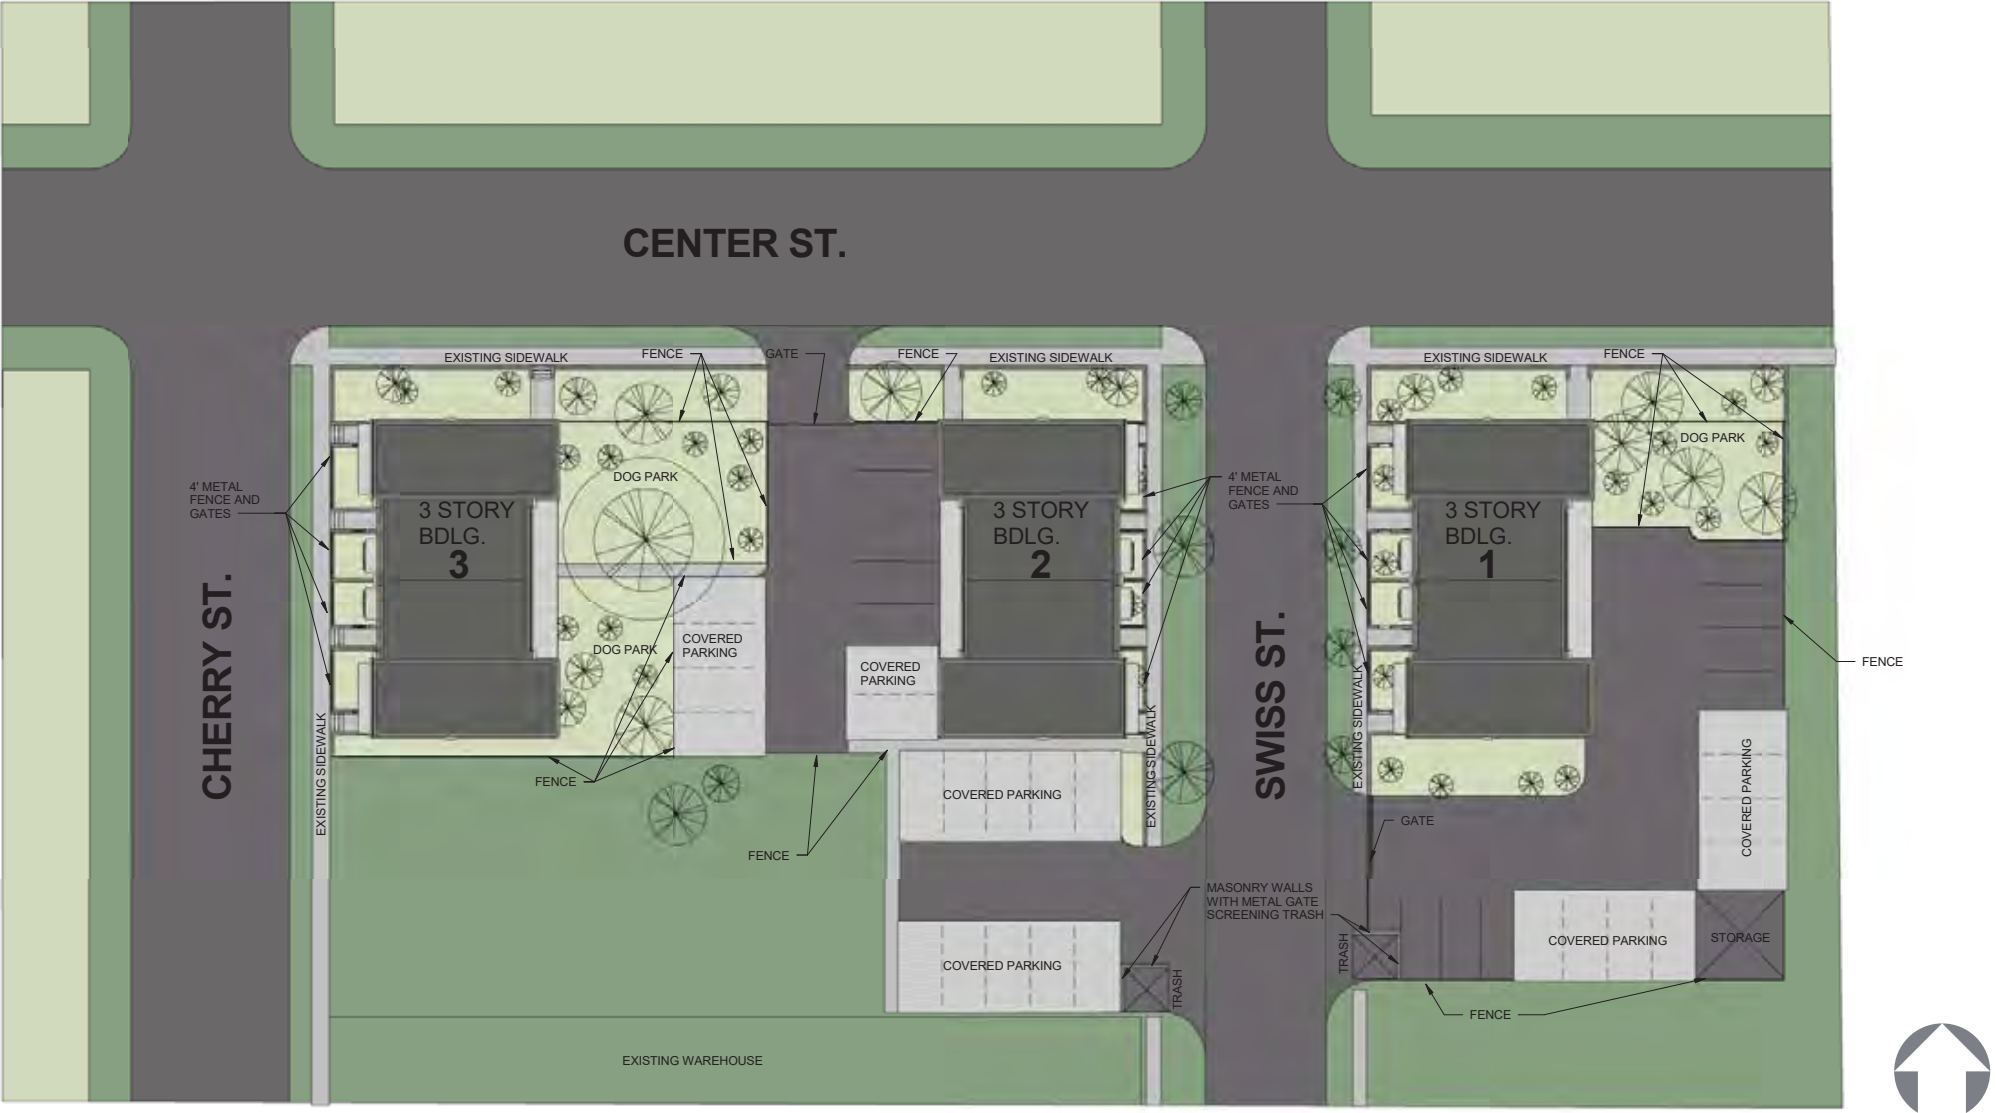 CENTER ST.
EXISTING SIDEWALK
FENCE
GATE
FENCE
EXISTING SIDEWALK
EXISTING SIDEWALK
FENCE
4' METAL
FENCE AND
GATES
3 STORY
BDLG.
3
DOG PARK
DOG PARK
COVERED
PARKING
COVERED
PARKING
3 STORY
BDLG.
2
4' METAL
FENCE AND
GATES
3 STORY
BDLG.
1
DOG PARK
FENCE
CHERRY ST.
EXISTING SIDEWALK
FENCE
FENCE
COVERED PARKING
EXISTING SIDEWALK
SWISS ST.
EXISTING SIDEWALK
GATE
COVERED PARKING
MASONRY WALLS
WITH METAL GATE
SCREENING TRASH
COVERED PARKING
TRASH
TRASH
COVERED PARKING
STORAGE
FENCE
EXISTING WAREHOUSE